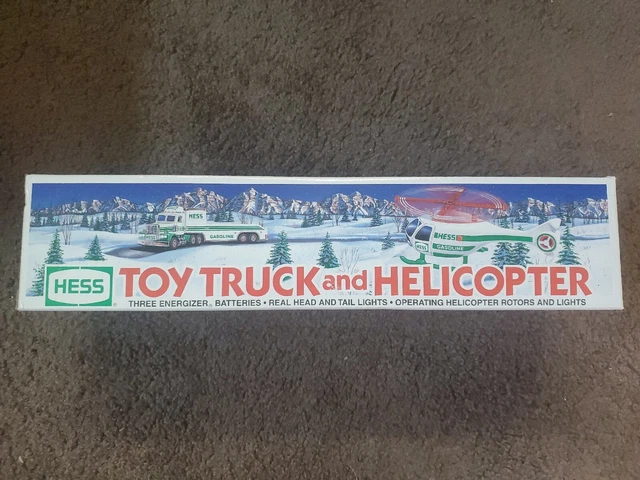 HESS
GASOLINE
HESS
GASOLINE
HESS
HESS®
TOY TRUCK and HELICOPTER
THREE ENERGIZER® BATTERIES • REAL HEAD AND TAIL LIGHTS • OPERATING HELICOPTER ROTORS AND LIGHTS